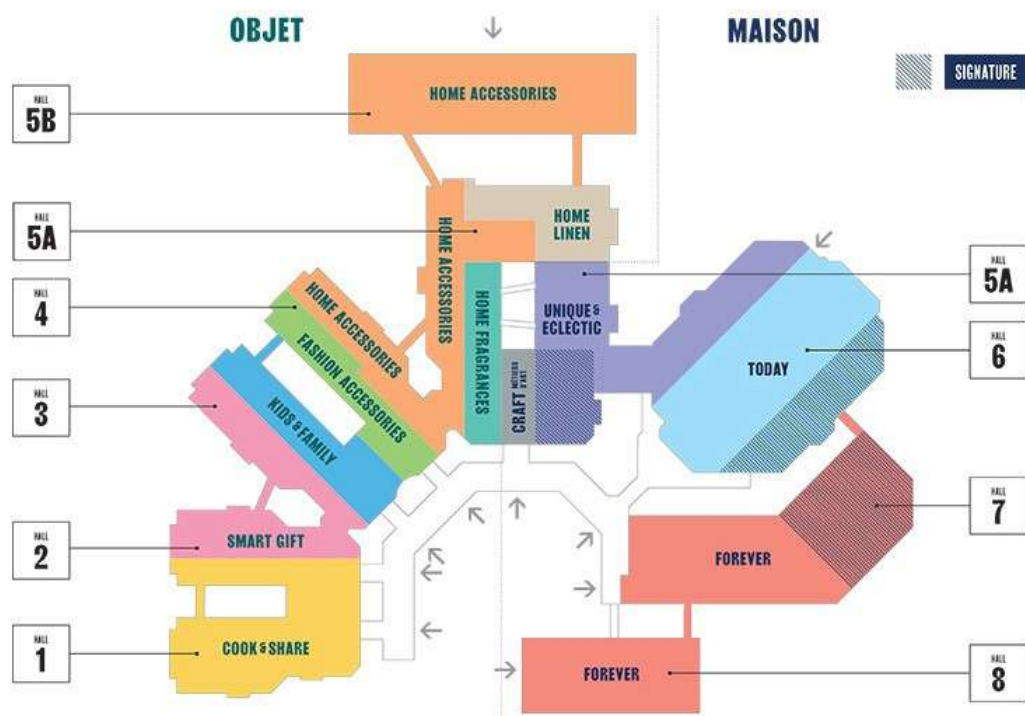 OBJET
MAISON
SIGNATURE
HOME ACCESSORIES
HALL
5B
HALL
5A
HOME ACCESSORIES
HOME
LINEN
HALL
5A
HALL
4
HOME ACCESSORIES
FASHION ACCESSORIES
HOME FRAGRANCES
UNIQUE &
ECLECTIC
CRAFT MÉTIERS
D'ART
TODAY
HALL
6
HALL
3
KIDS & FAMILY
HALL
7
HALL
2
SMART GIFT
FOREVER
HALL
1
COOK & SHARE
FOREVER
HALL
8